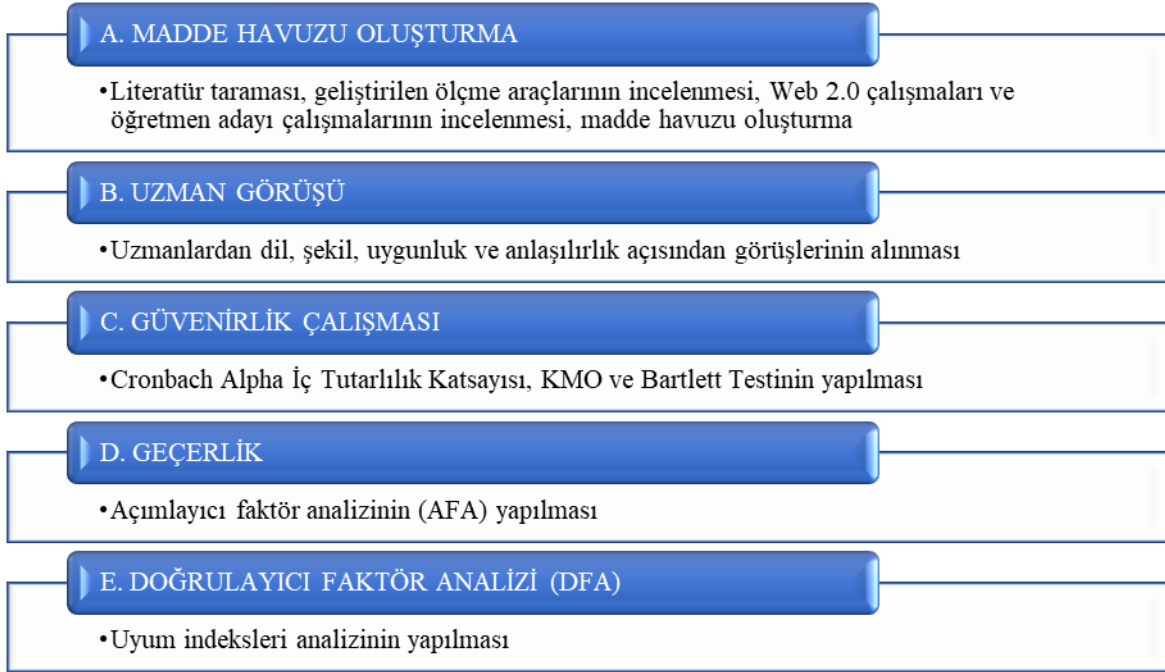 A. MADDE HAVUZU OLUŞTURMA
•Literatür taraması, geliştirilen ölçme araçlarının incelenmesi, Web 2.0 çalışmaları ve
öğretmen adayı çalışmalarının incelenmesi, madde havuzu oluşturma
B. UZMAN GÖRÜŞÜ
•Uzmanlardan dil, şekil, uygunluk ve anlaşılırlık açısından görüşlerinin alınması
C. GÜVENİRLİK ÇALIŞMASI
•Cronbach Alpha İç Tutarlılık Katsayısı, KMO ve Bartlett Testinin yapılması
D. GEÇERLİK
•Açımlayıcı faktör analizinin (AFA) yapılması
E. DOĞRULAYICI FAKTÖR ANALİZİ (DFA)
•Uyum indeksleri analizinin yapılması